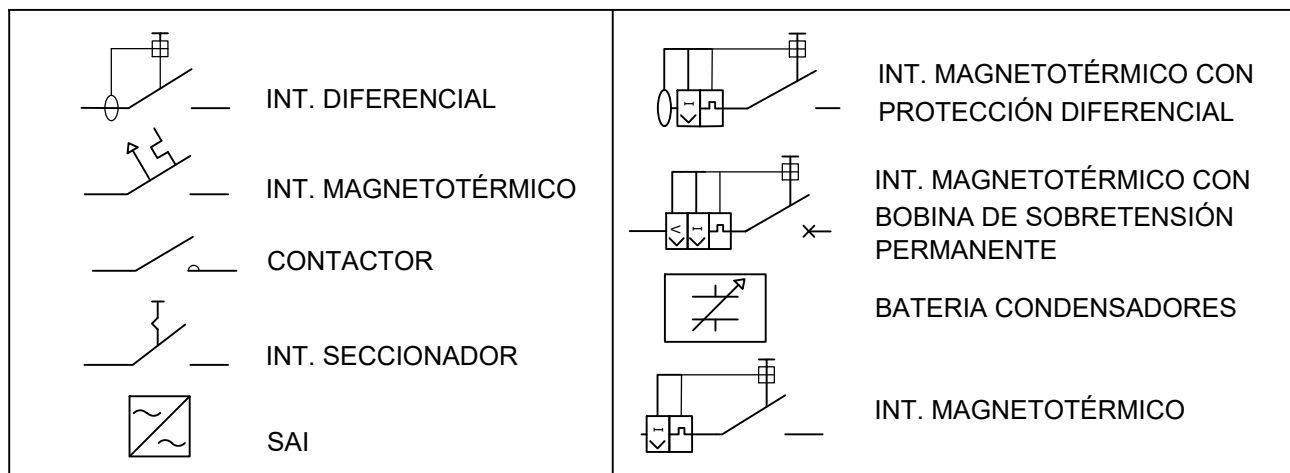 INT. DIFERENCIAL
INT. MAGNETOTÉRMICO
CONTACTOR
INT. SECCIONADOR
SAI
I
INT. MAGNETOTÉRMICO CON
PROTECCIÓN DIFERENCIAL
V I
INT. MAGNETOTÉRMICO CON
BOBINA DE SOBRETENSIÓN
PERMANENTE
BATERIA CONDENSADORES
I
INT. MAGNETOTÉRMICO